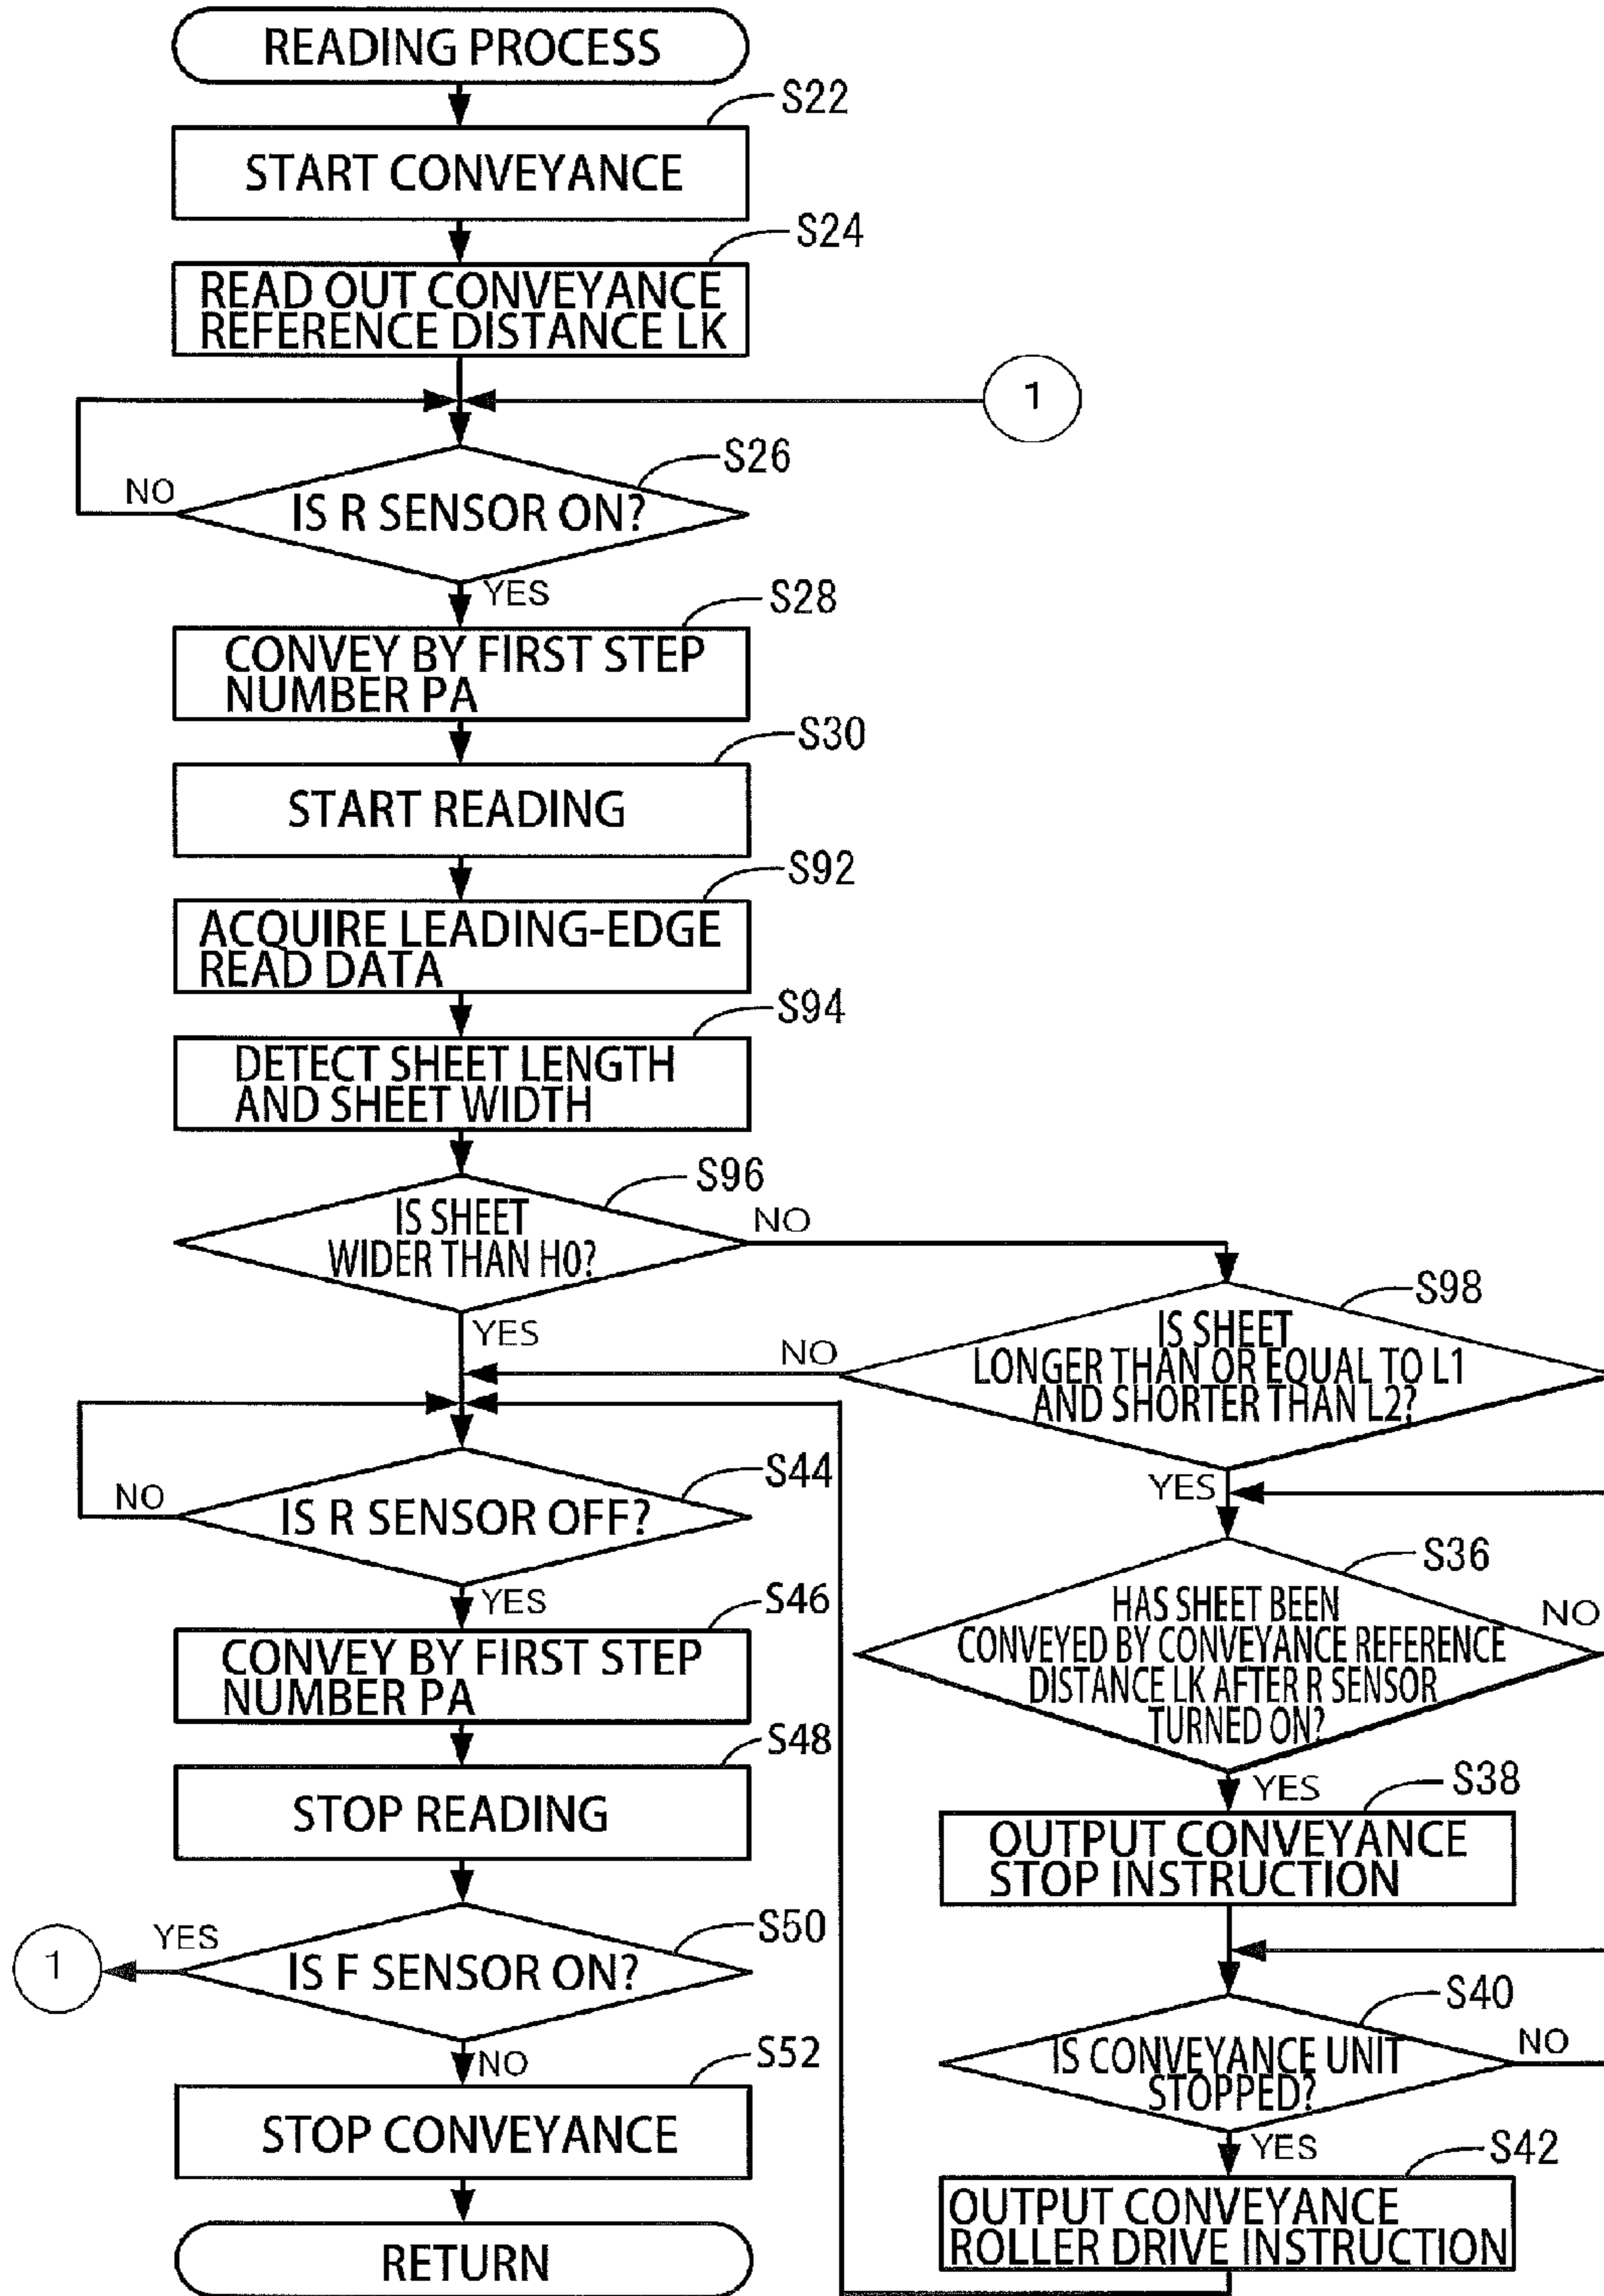 READING PROCESS
S22
START CONVEYANCE
S24
READ OUT CONVEYANCE
REFERENCE DISTANCE LK
1
S26
IS R SENSOR ON?
NO
YES
S28
CONVEY BY FIRST STEP
NUMBER PA
S30
START READING
S92
ACQUIRE LEADING-EDGE
READ DATA
S94
DETECT SHEET LENGTH
AND SHEET WIDTH
S96
IS SHEET
WIDER THAN H0?
NO
YES
S98
IS SHEET
LONGER THAN OR EQUAL TO L1
AND SHORTER THAN L2?
NO
YES
S44
IS R SENSOR OFF?
NO
YES
S36
HAS SHEET BEEN
CONVEYED BY CONVEYANCE REFERENCE
DISTANCE LK AFTER R SENSOR
TURNED ON?
NO
YES
S46
CONVEY BY FIRST STEP
NUMBER PA
S48
STOP READING
S38
OUTPUT CONVEYANCE
STOP INSTRUCTION
S50
IS F SENSOR ON?
YES
1
NO
S40
IS CONVEYANCE UNIT
STOPPED?
NO
YES
S52
STOP CONVEYANCE
S42
OUTPUT CONVEYANCE
ROLLER DRIVE INSTRUCTION
RETURN